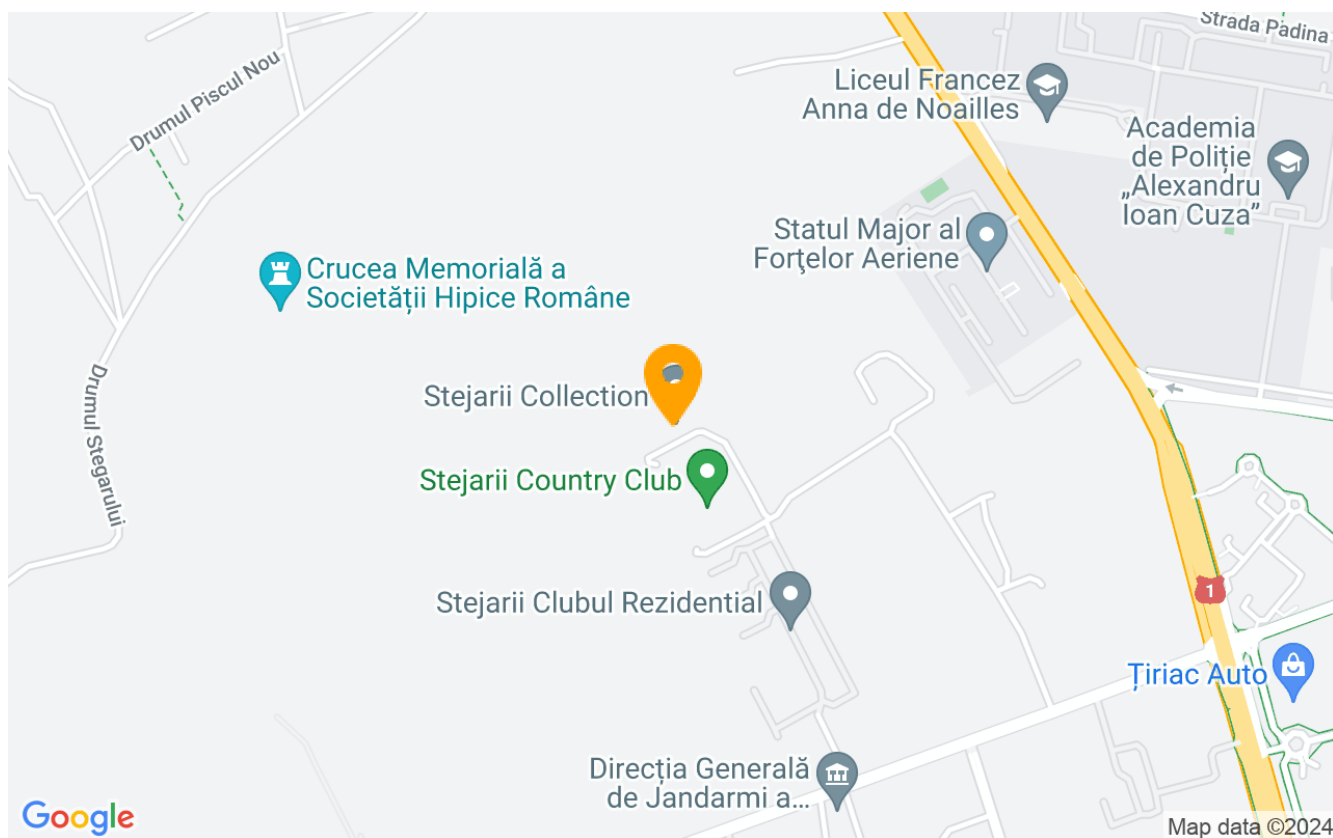 Strada Padina
Drumul Piscul Nou
Liceul Francez
Anna de Noailles
Academia
de Poliție
„Alexandru
Ioan Cuza”
Statul Major al
Forţelor Aeriene
Crucea Memorială a
Societății Hipice Române
Drumul Stegarului
Stejarii Collection
Stejarii Country Club
Stejarii Clubul Rezidential
1
Țiriac Auto
Direcția Generală
de Jandarmi a...
Google
Map data ©2024